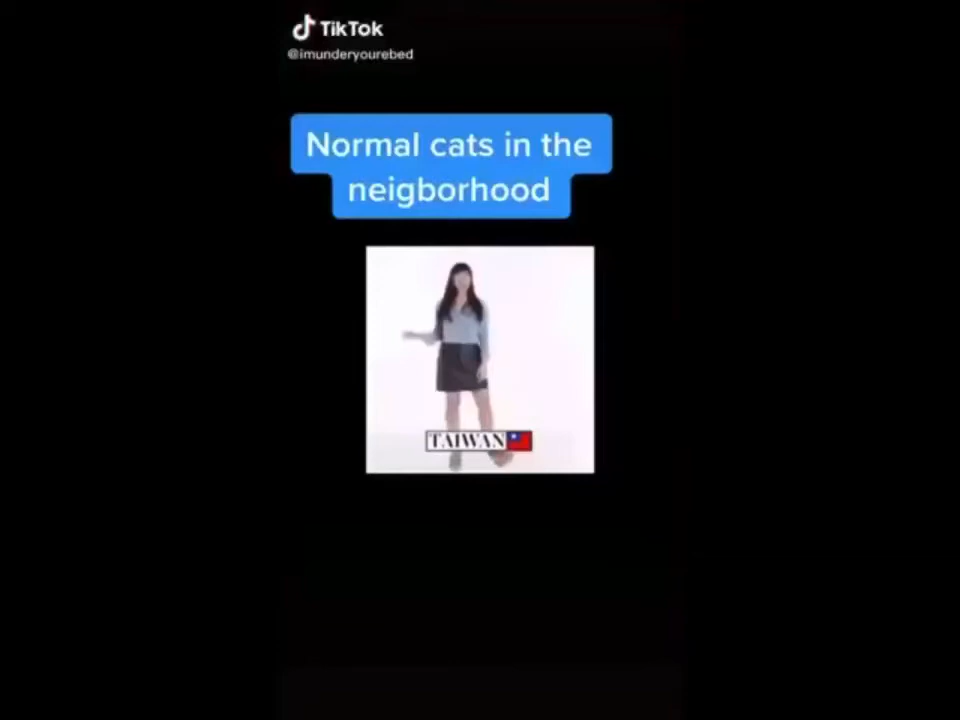 TikTok
@imunderyourebed
Normal cats in the
neigborhood
TAIWAN